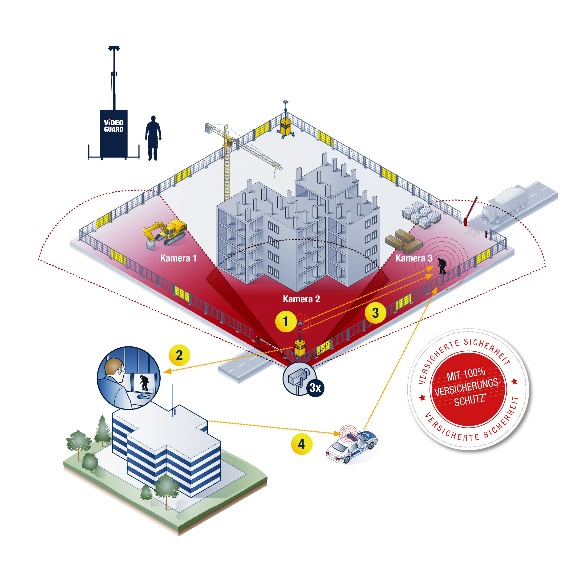 VIDEO
GUARD
Kamera 1
Kamera 3
Kamera 2
1
3
2
3x
4
VERSICHERTE SICHERHEIT
MIT 100%
VERSICHERUNGS-
SCHUTZ*
VERSICHERTE SICHERHEIT